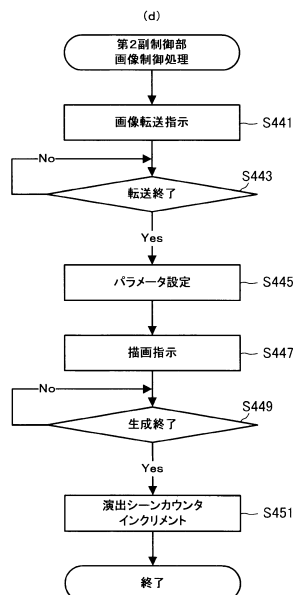 (d)
第2副制御部
画像制御処理
画像転送指示
S441
No
転送終了
S443
Yes
パラメータ設定
S445
描画指示
S447
No
生成終了
S449
Yes
演出シーンカウンタ
インクリメント
S451
終了